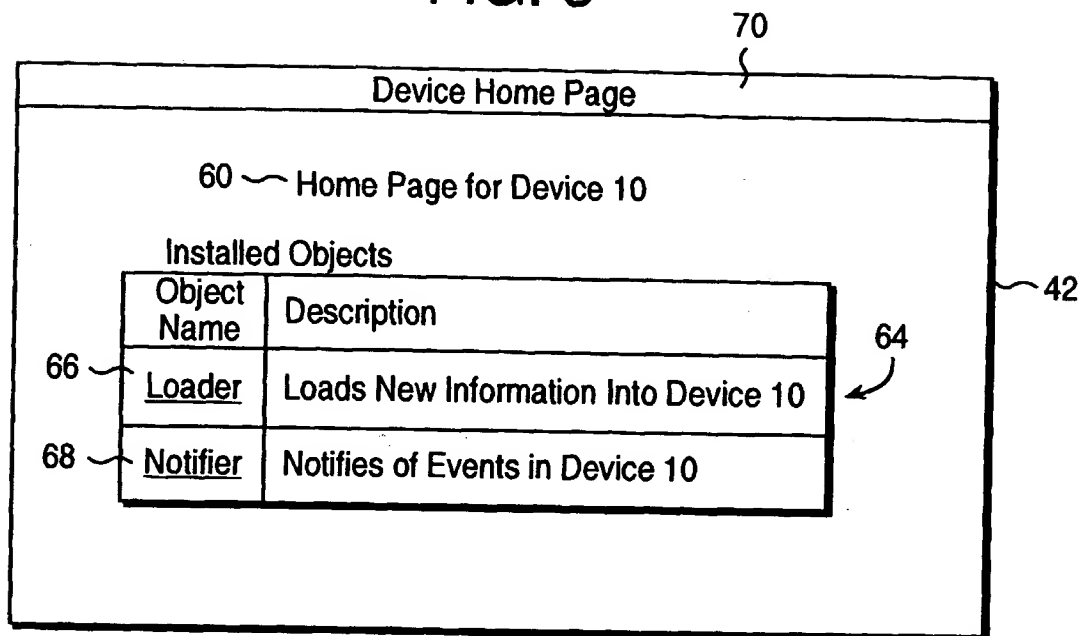 70
Device Home Page
60 Home Page for Device 10
Installed Objects
Object Name Description
42
64
66 Loader Loads New Information Into Device 10
68 Notifier Notifies of Events in Device 10